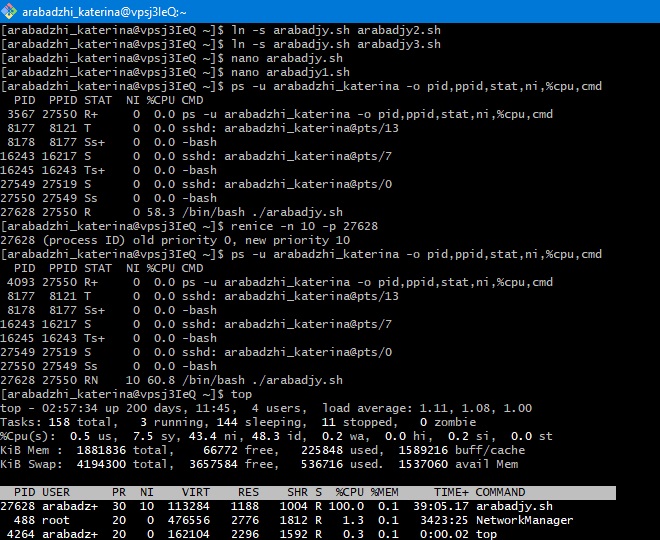 arabadzhi_katerina@vpsj3IeQ:~
[arabadzhi_katerina@vpsj3IeQ ~]$ ln -s arabadjy.sh arabadjy2.sh
[arabadzhi_katerina@vpsj3IeQ ~]$ ln -s arabadjy.sh arabadjy3.sh
[arabadzhi_katerina@vpsj3IeQ ~]$ nano arabadjy.sh
[arabadzhi_katerina@vpsj3IeQ ~]$ nano arabadjy1.sh
[arabadzhi_katerina@vpsj3IeQ ~]$ ps -u arabadzhi_katerina -o pid,ppid,stat,ni,%cpu,cmd
PID PPID STAT NI %CPU CMD
3567 27550 R+ 0 0.0 ps -u arabadzhi_katerina -o pid,ppid,stat,ni,%cpu,cmd
8177 8121 T 0 0.0 sshd: arabadzhi_katerina@pts/13
8178 8177 Ss+ 0 0.0 -bash
16243 16217 S 0 0.0 sshd: arabadzhi_katerina@pts/7
16245 16243 Ts+ 0 0.0 -bash
27549 27519 S 0 0.0 sshd: arabadzhi_katerina@pts/0
27550 27549 Ss 0 0.0 -bash
27628 27550 R 0 58.3 /bin/bash ./arabadjy.sh
[arabadzhi_katerina@vpsj3IeQ ~]$ renice -n 10 -p 27628
27628 (process ID) old priority 0, new priority 10
[arabadzhi_katerina@vpsj3IeQ ~]$ ps -u arabadzhi_katerina -o pid,ppid,stat,ni,%cpu,cmd
PID PPID STAT NI %CPU CMD
4093 27550 R+ 0 0.0 ps -u arabadzhi_katerina -o pid,ppid,stat,ni,%cpu,cmd
8177 8121 T 0 0.0 sshd: arabadzhi_katerina@pts/13
8178 8177 Ss+ 0 0.0 -bash
16243 16217 S 0 0.0 sshd: arabadzhi_katerina@pts/7
16245 16243 Ts+ 0 0.0 -bash
27549 27519 S 0 0.0 sshd: arabadzhi_katerina@pts/0
27550 27549 Ss 0 0.0 -bash
27628 27550 RN 10 60.8 /bin/bash ./arabadjy.sh
[arabadzhi_katerina@vpsj3IeQ ~]$ top
top - 02:57:34 up 200 days, 11:45, 4 users, load average: 1.11, 1.08, 1.00
Tasks: 158 total, 3 running, 144 sleeping, 11 stopped, 0 zombie
%Cpu(s): 0.5 us, 7.5 sy, 43.4 ni, 48.3 id, 0.2 wa, 0.0 hi, 0.2 si, 0.0 st
KiB Mem : 1881836 total, 66772 free, 225848 used, 1589216 buff/cache
KiB Swap: 4194300 total, 3657584 free, 536716 used. 1537060 avail Mem
PID USER PR NI VIRT RES SHR S %CPU %MEM TIME+ COMMAND
27628 arabadz+ 30 10 113284 1188 1004 R 100.0 0.1 39:05.17 arabadjy.sh
488 root 20 0 476556 2776 1812 R 1.3 0.1 3423:25 NetworkManager
4264 arabadz+ 20 0 162104 2296 1592 R 0.3 0.1 0:00.02 top